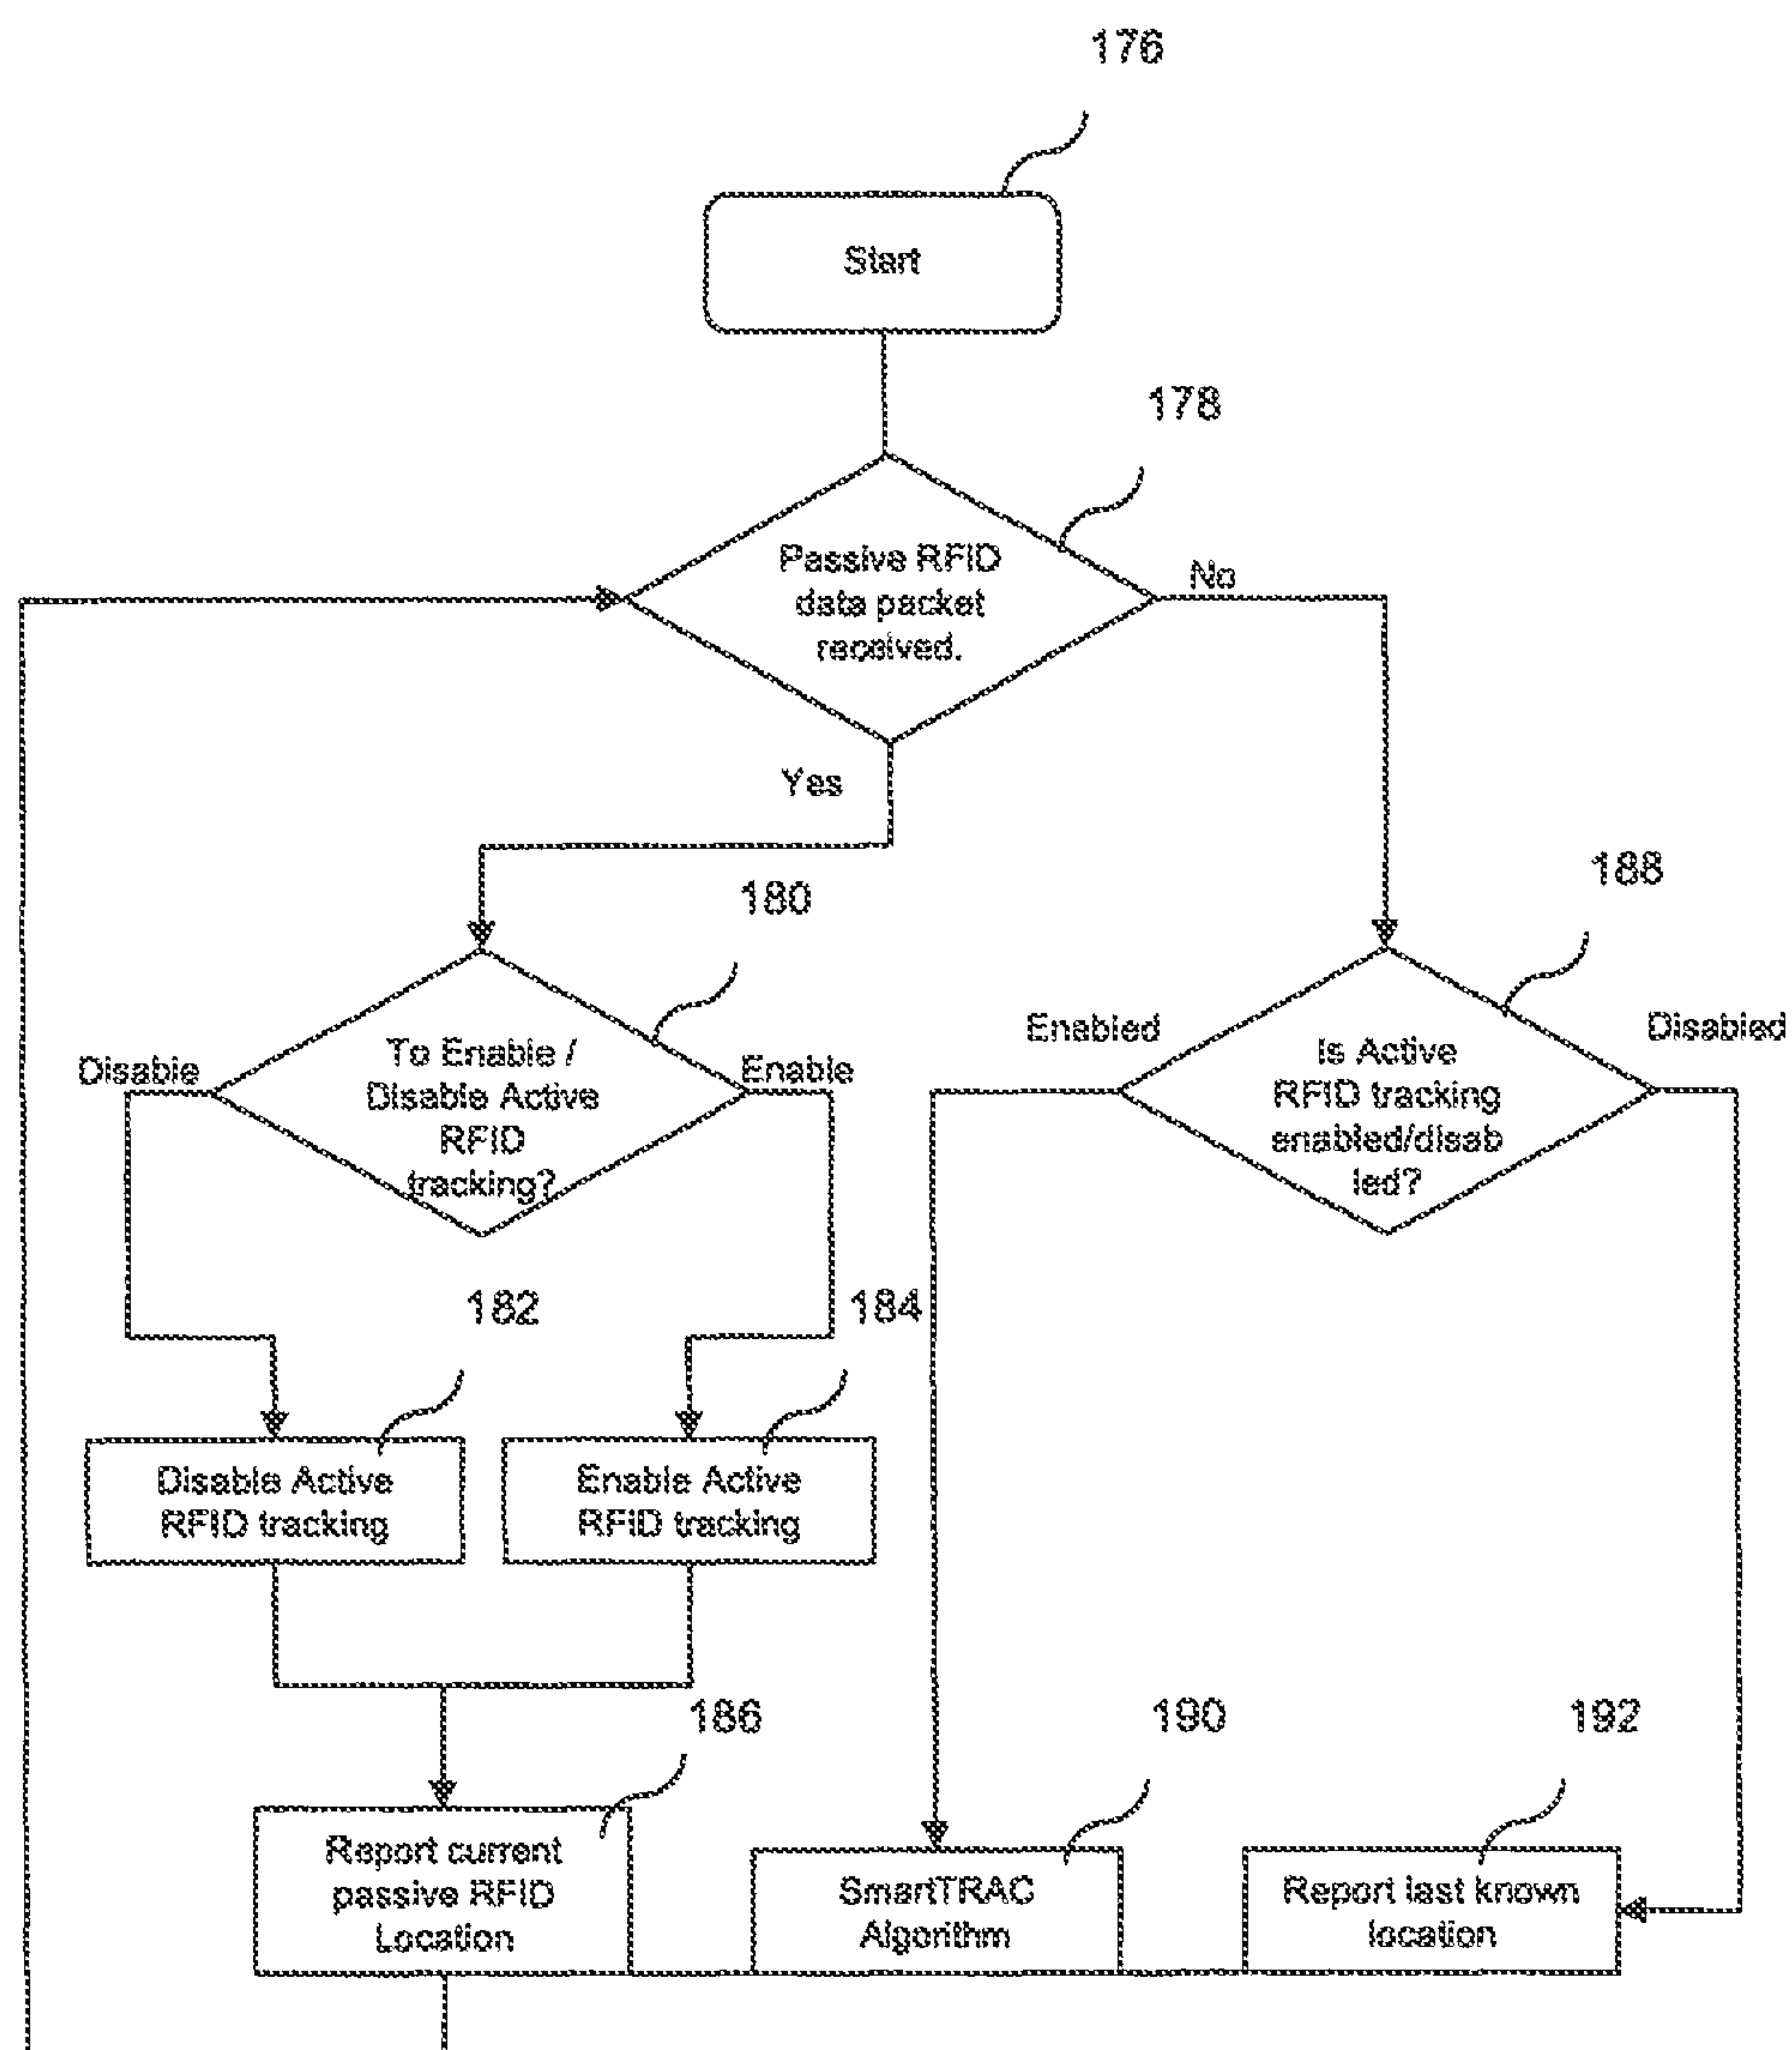 176
Start
178
Passive RFID
data packet
received.
No
Yes
180
188
To Enable /
Disable Active
RFID
tracking?
Disable
Enable
Enabled
Is Active
RFID tracking
enabled/disab
led?
Disabled
182
184
Disable Active
RFID tracking
Enable Active
RFID tracking
186
190
192
Report current
passive RFID
Location
SmartTRAC
Algorithm
Report last known
location